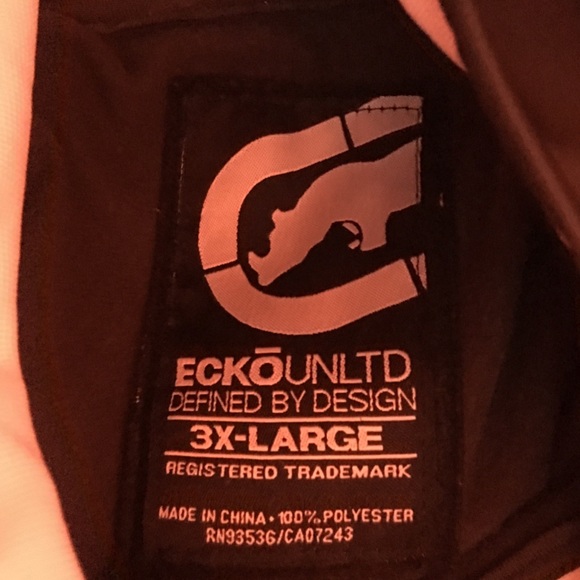 ECKŌUNLTD
DEFINED BY DESIGN
3X-LARGE
REGISTERED TRADEMARK
MADE IN CHINA • 100% POLYESTER
RN93536/CA07243